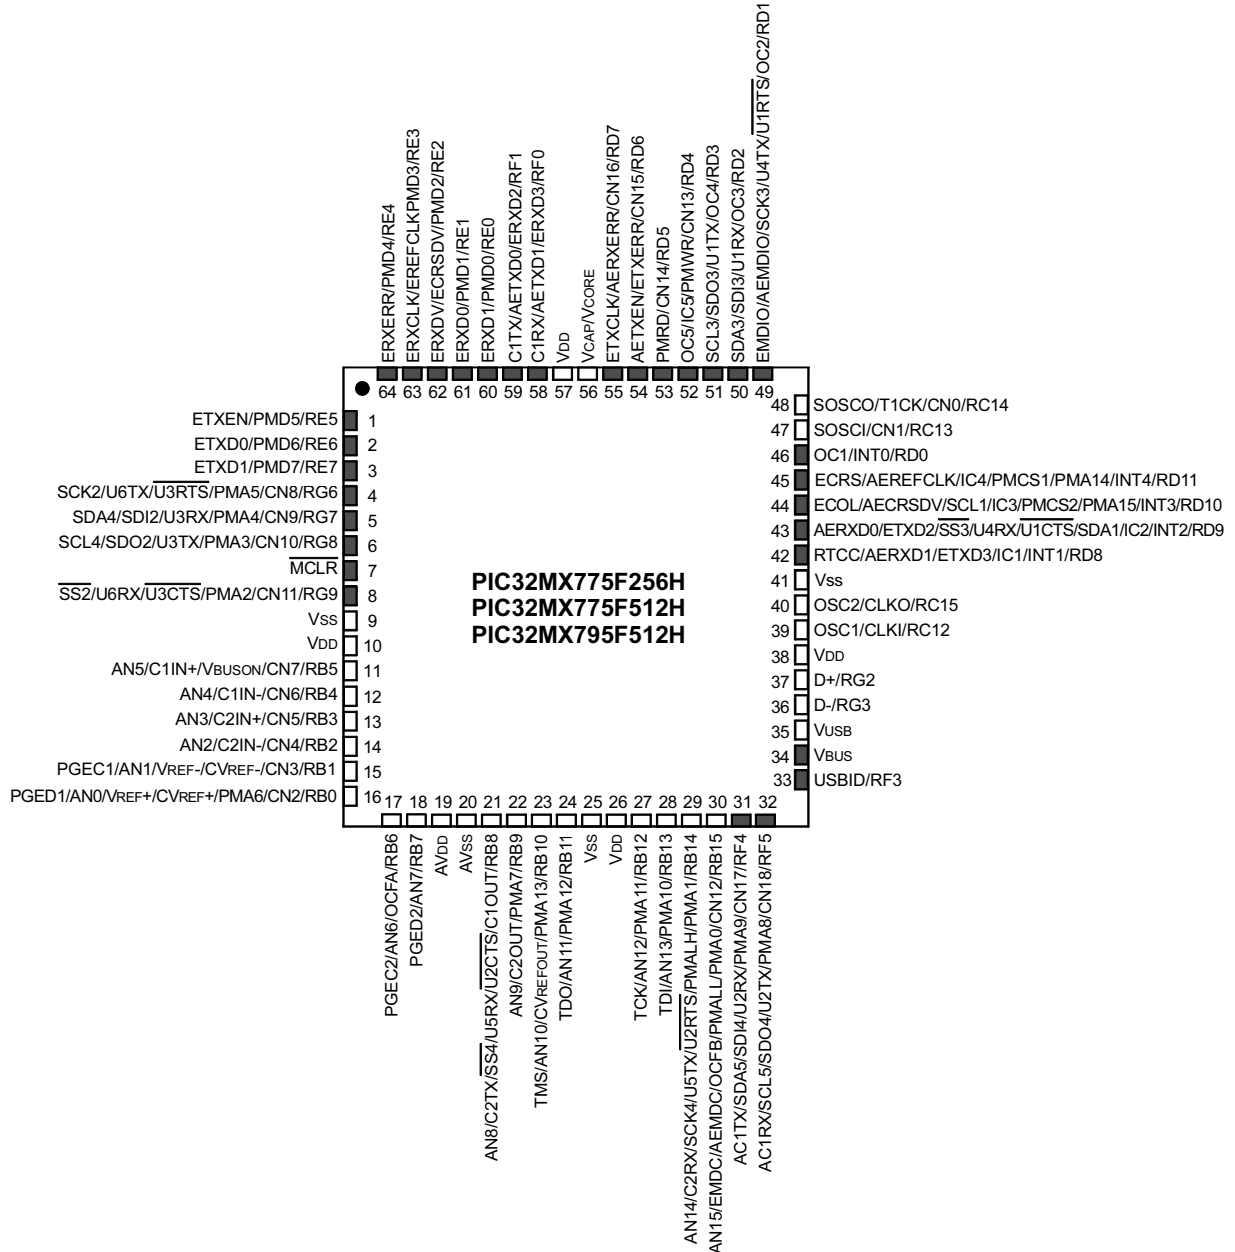 ERXERR/PMD4/RE4
ERXCLK/EREFCLKPMD3/RE3
ERXDV/ECRSDV/PMD2/RE2
ERXD0/PMD1/RE1
ERXD1/PMD0/RE0
C1TX/AETXD0/ERXD2/RF1
C1RX/AETXD1/ERXD3/RF0
VDD
VCAP/VCORE
ETXCLK/AERXERR/CN16/RD7
AETXEN/ETXERR/CN15/RD6
PMRD/CN14/RD5
OC5/IC5/PMWR/CN13/RD4
SCL3/SDO3/U1TX/OC4/RD3
SDA3/SDI3/U1RX/OC3/RD2
EMDIO/AEMDIO/SCK3/U4TX/U1RTS/OC2/RD1
64 63 62 61 60 59 58 57 56 55 54 53 52 51 50 49
ETXEN/PMD5/RE5 1
ETXD0/PMD6/RE6 2
ETXD1/PMD7/RE7 3
SCK2/U6TX/U3RTS/PMA5/CN8/RG6 4
SDA4/SDI2/U3RX/PMA4/CN9/RG7 5
SCL4/SDO2/U3TX/PMA3/CN10/RG8 6
MCLR 7
SS2/U6RX/U3CTS/PMA2/CN11/RG9 8
VSS 9
VDD 10
AN5/C1IN+/VBUSON/CN7/RB5 11
AN4/C1IN-/CN6/RB4 12
AN3/C2IN+/CN5/RB3 13
AN2/C2IN-/CN4/RB2 14
PGEC1/AN1/VREF-/CVREF-/CN3/RB1 15
PGED1/AN0/VREF+/CVREF+/PMA6/CN2/RB0 16
PIC32MX775F256H
PIC32MX775F512H
PIC32MX795F512H
48 SOSCO/T1CK/CN0/RC14
47 SOSCI/CN1/RC13
46 OC1/INT0/RD0
45 ECRS/AEREFCLK/IC4/PMCS1/PMA14/INT4/RD11
44 ECOL/AECRSDV/SCL1/IC3/PMCS2/PMA15/INT3/RD10
43 AERXD0/ETXD2/SS3/U4RX/U1CTS/SDA1/IC2/INT2/RD9
42 RTCC/AERXD1/ETXD3/IC1/INT1/RD8
41 Vss
40 OSC2/CLKO/RC15
39 OSC1/CLKI/RC12
38 VDD
37 D+/RG2
36 D-/RG3
35 VUSB
34 VBUS
33 USBID/RF3
17 18 19 20 21 22 23 24 25 26 27 28 29 30 31 32
PGEC2/AN6/OCFA/RB6
PGED2/AN7/RB7
AVDD
AVSS
AN8/C2TX/SS4/U5RX/U2CTS/C1OUT/RB8
AN9/C2OUT/PMA7/RB9
TMS/AN10/CVREFOUT/PMA13/RB10
TDO/AN11/PMA12/RB11
VSS
VDD
TCK/AN12/PMA11/RB12
TDI/AN13/PMA10/RB13
AN14/C2RX/SCK4/U5TX/U2RTS/PMALH/PMA1/RB14
AN15/EMDC/AEMDC/OCFB/PMALL/PMA0/CN12/RB15
AC1TX/SDA5/SDI4/U2RX/PMA9/CN17/RF4
AC1RX/SCL5/SDO4/U2TX/PMA8/CN18/RF5